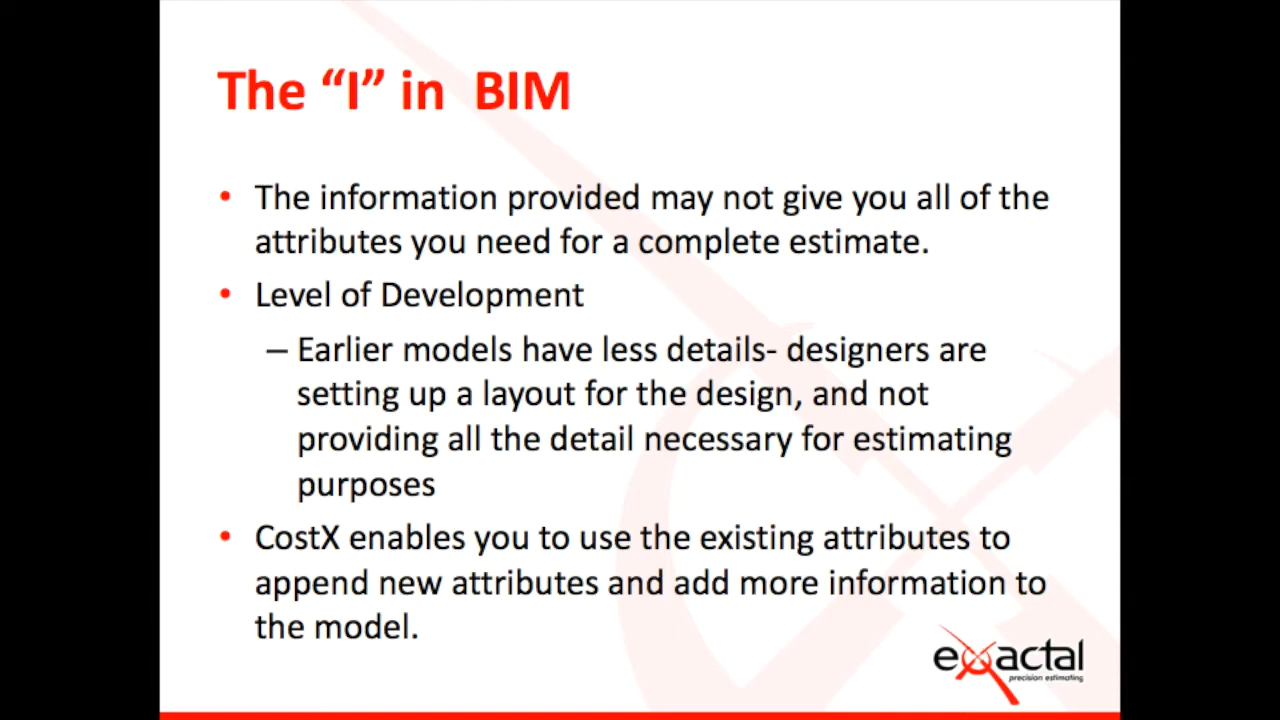 The “I” in  BIM
• The information provided may not give you all of the
attributes you need for a complete estimate.
• Level of Development
– Earlier models have less details- designers are
setting up a layout for the design, and not
providing all the detail necessary for estimating
purposes
• CostX enables you to use the existing attributes to
append new attributes and add more information to
the model.
exactal
precision estimating